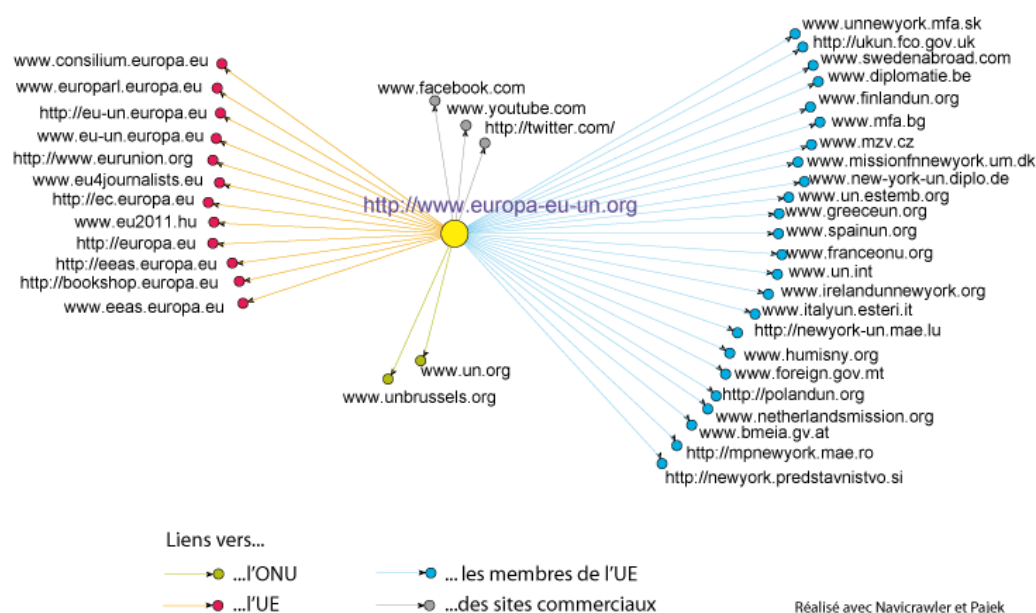 www.consilium.europa.eu
www.europarl.europa.eu
http://eu-un.europa.eu
www.eu-un.europa.eu
http://www.eurunion.org
www.eu4journalists.eu
http://ec.europa.eu
www.eu2011.hu
http://europa.eu
http://eeas.europa.eu
http://bookshop.europa.eu
www.eeas.europa.eu
www.facebook.com
www.youtube.com
http://twitter.com/
http://www.europa-eu-un.org
www.un.org
www.unbrussels.org
www.unnewyork.mfa.sk
http://ukun.fco.gov.uk
www.swedenabroad.com
www.diplomatie.be
www.finlandun.org
www.mfa.bg
www.mzv.cz
www.missionfnnewyork.um.dk
www.new-york-un.diplo.de
www.un.estemb.org
www.greeceun.org
www.spainun.org
www.franceonu.org
www.un.int
www.irelandunnewyork.org
www.italyun.esteri.it
http://newyork-un.mae.lu
www.humisny.org
www.foreign.gov.mt
http://polandun.org
www.netherlandsmission.org
www.bmeia.gv.at
http://mpnewyork.mae.ro
http://newyork.predstavnistvo.si
Liens vers...
...l'ONU
...l'UE
...les membres de l'UE
...des sites commerciaux
Réalisé avec Navicrawler et Pajek